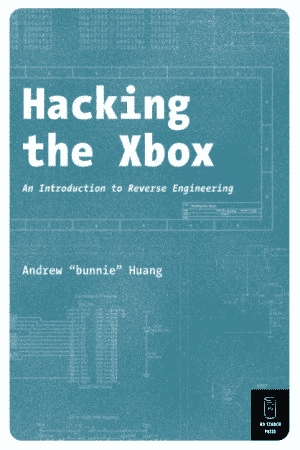 Hacking
the Xbox
An Introduction to Reverse Engineering
Andrew “bunnie” Huang
NO STARCH
PRESS